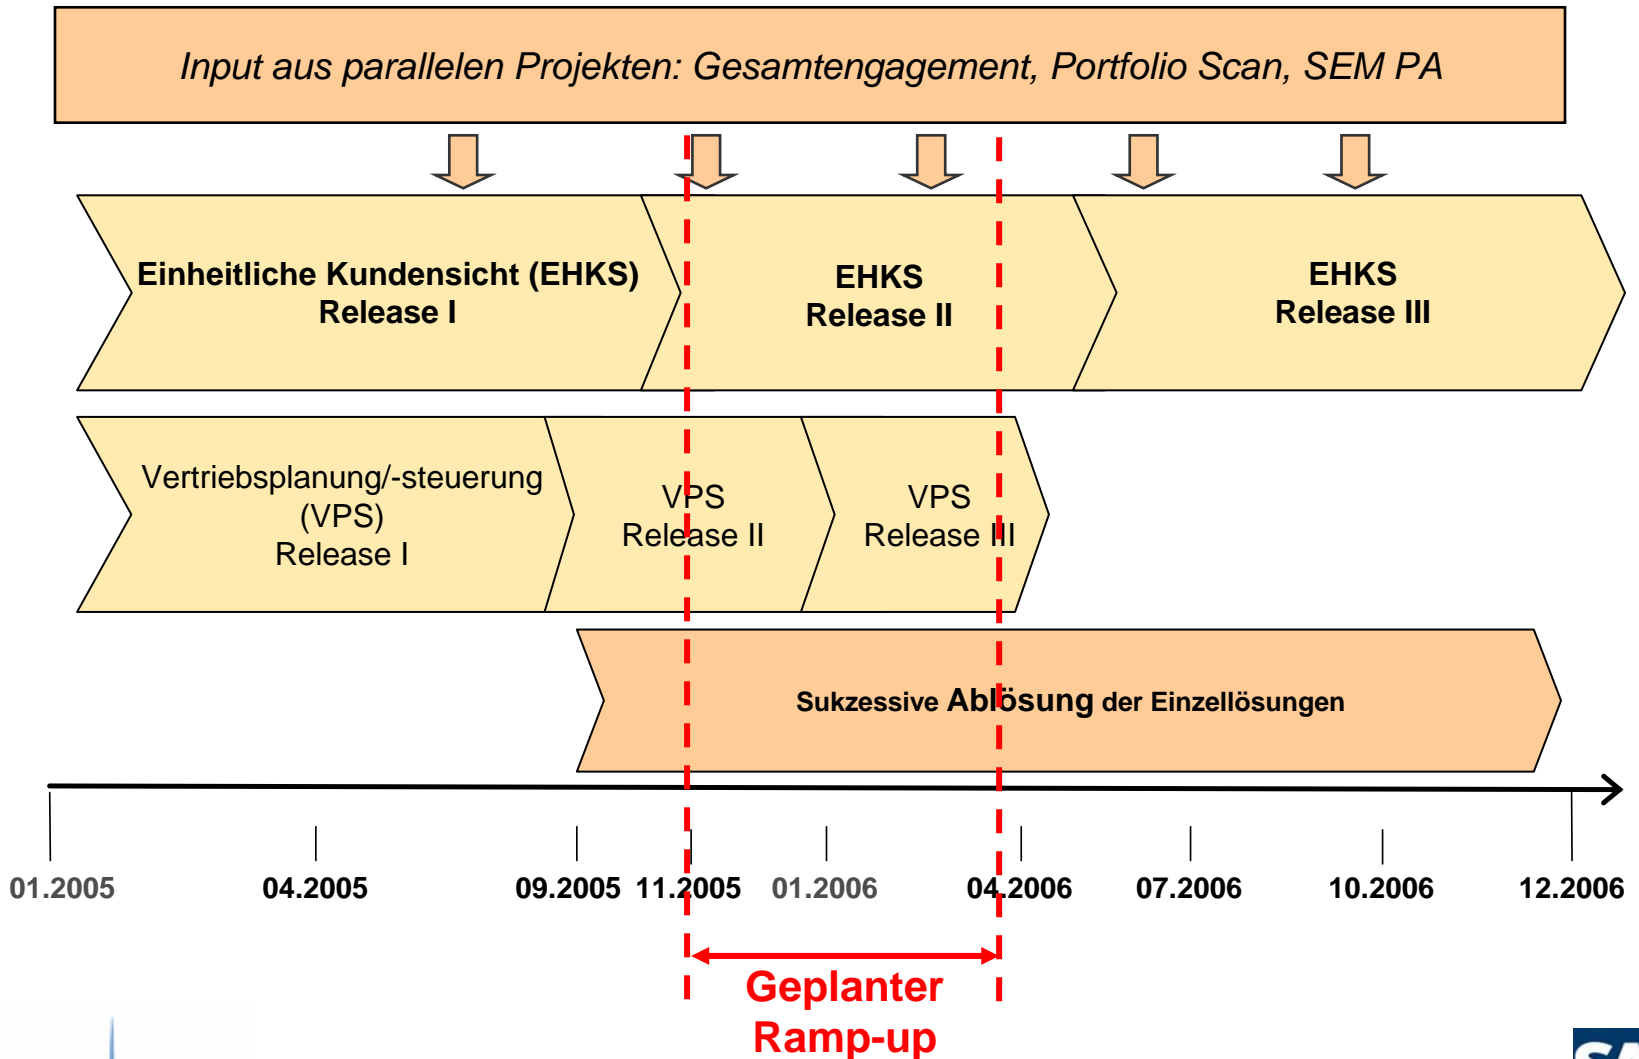 Input aus parallelen Projekten: Gesamtengagement, Portfolio Scan, SEM PA
Einheitliche Kundensicht (EHKS)
Release I
EHKS
Release II
EHKS
Release III
Vertriebsplanung/-steuerung
(VPS)
Release I
VPS
Release II
VPS
Release III
Sukzessive Ablösung der Einzellösungen
01.2005
04.2005
09.2005
11.2005
01.2006
04.2006
07.2006
10.2006
12.2006
Geplanter
Ramp-up